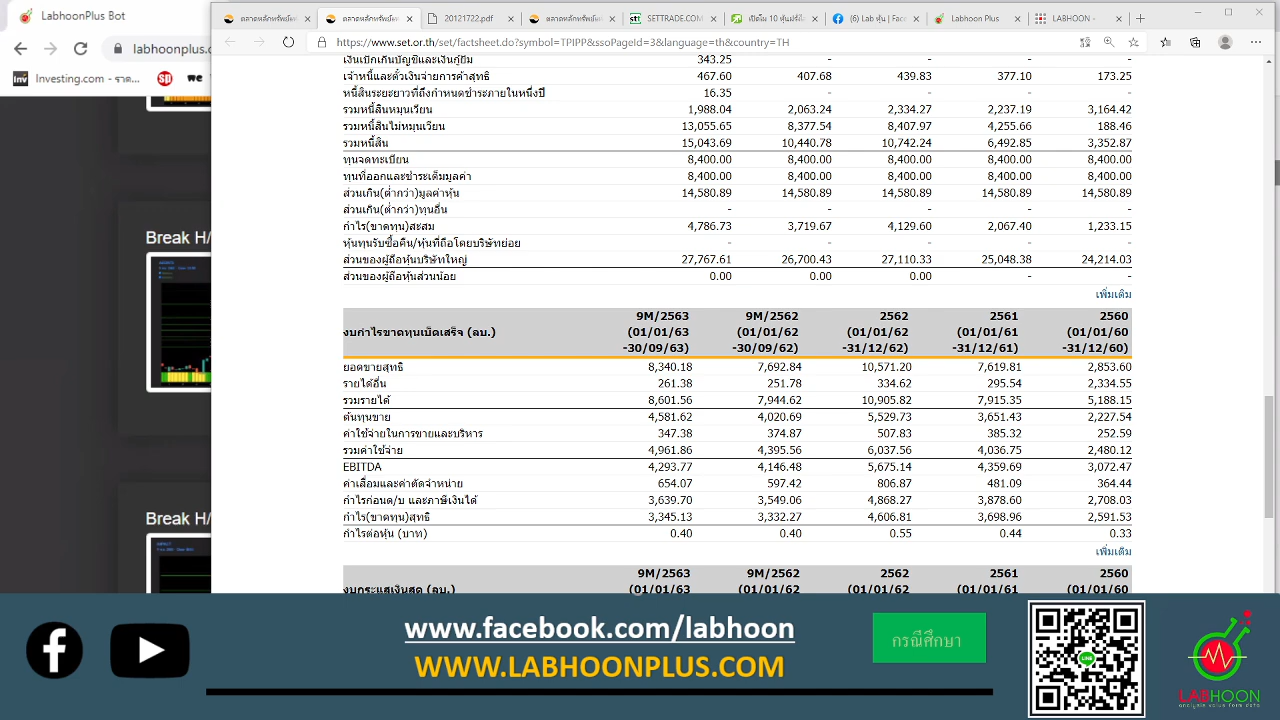 LabhoonPlus Bot
ตลาดหลักทรัพย์แห
ตลาดหลักทรัพย์แห
ตลาดหลักทรัพย์แห
SETTRADE.COM
(6) Lab หุ้น | Face
Labhoon Plus
LABHOON -
labhoonplus.c
https://www.set.or.th/set/factsheet.do?symbol=TPIPP&ssoPageId=3&language=th&country=TH
Investing.com - ราค...
เงินเบิกเกินบัญชีและเงินยืม 343.25 - - - -
เจ้าหนี้และตั๋วเงินจ่ายการค้า 377.10 173.25
หนี้สินระยะยาวที่ถึงกำหนดชำระภายในหนึ่งปี 16.35 - - - -
รวมหนี้สินหมุนเวียน 1,988.04 2,063.24 2,334.27 2,237.19 3,164.42
รวมหนี้สินไม่หมุนเวียน 13,055.65 8,377.54 8,407.97 4,255.66 188.46
รวมหนี้สิน 15,043.69 10,440.78 10,742.24 6,492.85 3,352.87
ทุนจดทะเบียน 8,400.00 8,400.00 8,400.00 8,400.00 8,400.00
ทุนที่ออกและชำระเต็มมูลค่า 8,400.00 8,400.00 8,400.00 8,400.00 8,400.00
ส่วนเกิน(ต่ำกว่า)มูลค่าหุ้น 14,580.89 14,580.89 14,580.89 14,580.89 14,580.89
ส่วนเกิน(ต่ำกว่า)ทุนอื่น - - - - -
กำไร(ขาดทุน)สะสม 4,786.73 3,719.67 4,129.60 2,067.40 1,233.15
หุ้นทุนรับซื้อคืน/หุ้นที่ถือโดยบริษัทย่อย - - - - -
ส่วนของผู้ถือหุ้นบริษัทใหญ่ 27,767.61 26,700.43 27,110.33 25,048.38 24,214.03
ส่วนของผู้ถือหุ้นส่วนน้อย 0.00 0.00 0.00 - -
เพิ่มเติม
Break H/
9M/2563 9M/2562 2562 2561 2560
งบกำไรขาดทุนเบ็ดเสร็จ (ลบ.) (01/01/63 (01/01/62 (01/01/62 (01/01/61 (01/01/60
-30/09/63) -30/09/62) -31/12/62) -31/12/61) -31/12/60)
ยอดขายสุทธิ 8,340.18 7,692.84 7,619.81 2,853.60
รายได้อื่น 261.38 251.78 334.62 295.54 2,334.55
รวมรายได้ 8,601.56 7,944.62 10,905.82 7,915.35 5,188.15
ต้นทุนขาย 4,581.62 4,020.69 5,529.73 3,651.43 2,227.54
ค่าใช้จ่ายในการขายและบริหาร 347.38 374.87 507.83 385.32 252.59
รวมค่าใช้จ่าย 4,961.86 4,395.56 6,037.56 4,036.75 2,480.12
EBITDA 4,293.77 4,146.48 5,675.14 4,359.69 3,072.47
ค่าเสื่อมและค่าตัดจำหน่าย 654.07 597.42 806.87 481.09 364.44
กำไรก่อนด/บ และภาษีเงินได้ 3,639.70 3,549.06 4,868.27 3,878.60 2,708.03
กำไร(ขาดทุน)สุทธิ 3,345.13 3,332.27 4,606.81 3,698.96 2,591.53
กำไรต่อหุ้น (บาท) 0.40 0.40 0.55 0.44 0.33
เพิ่มเติม
Break H/
9M/2563 9M/2562 2562 2561 2560
งบกระแสเงินสด (ลบ.) (01/01/63 (01/01/62 (01/01/62 (01/01/61 (01/01/60
www.facebook.com/labhoon
WWW.LABHOONPLUS.COM
กรณีศึกษา
LINE
LABHOON
analysis value form data